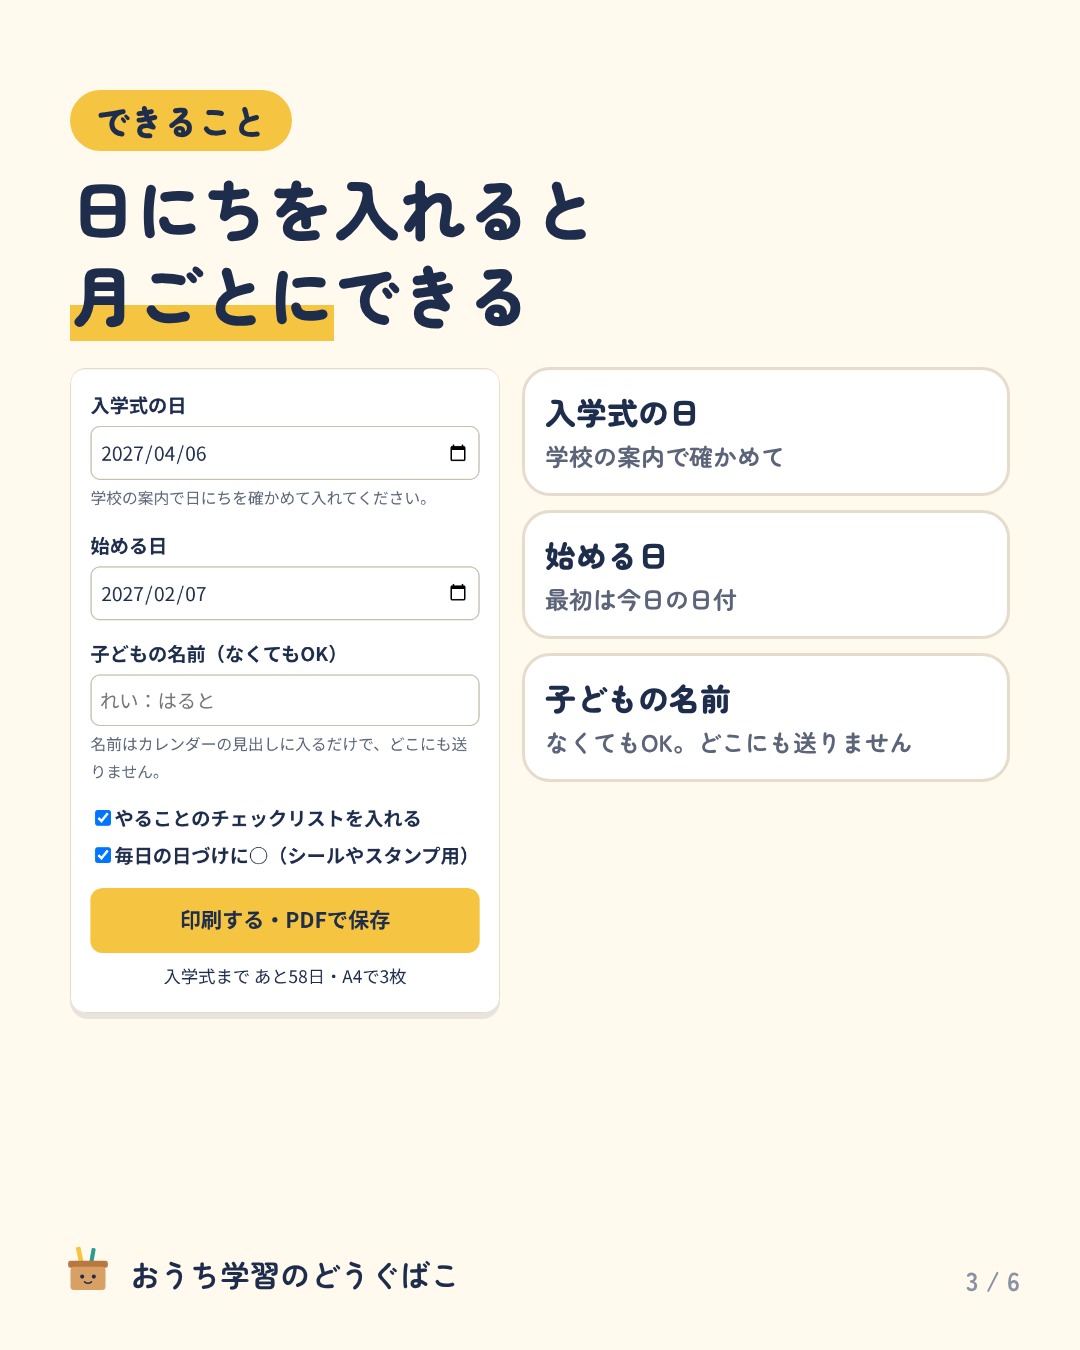 できること
日にちを入れると
月ごとにできる
入学式の日
2027/04/06
学校の案内で日にちを確かめて入れてください。
始める日
2027/02/07
子どもの名前（なくてもOK）
れい：はると
名前はカレンダーの見出しに入るだけで、どこにも送
りません。
やることのチェックリストを入れる
毎日の日づけに○（シールやスタンプ用）
印刷する・PDFで保存
入学式まで あと58日・A4で3枚
入学式の日
学校の案内で確かめて
始める日
最初は今日の日付
子どもの名前
なくてもOK。どこにも送りません
おうち学習のどうぐばこ
3 / 6